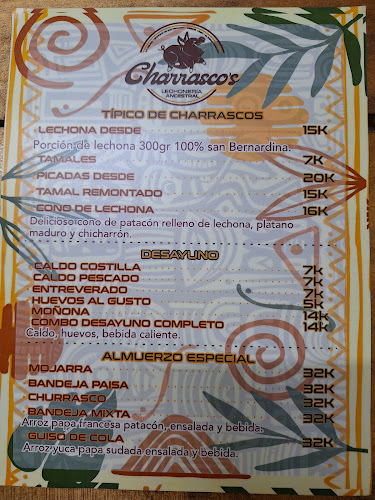 Charrasco's
LECHONERÍA
ANCESTRAL
TÍPICO DE CHARRASCOS
LECHONA DESDE 15K
Porción de lechona 300gr 100% san Bernardina.
TAMALES 7K
PICADAS DESDE 20K
TAMAL REMONTADO 15K
CONO DE LECHONA 16K
Delicioso cono de patacón relleno de lechona, plátano
maduro y chicharrón.
DESAYUNO
CALDO COSTILLA 7K
CALDO PESCADO 7K
ENTREVERADO 7K
HUEVOS AL GUSTO 5K
MOÑONA 14K
COMBO DESAYUNO COMPLETO 14K
Caldo, huevos, bebida caliente.
ALMUERZO ESPECIAL
MOJARRA 32K
BANDEJA PAISA 32K
CHURRASCO 32K
BANDEJA MIXTA 32K
Arroz papa francesa patacón, ensalada y bebida.
GUISO DE COLA 32K
Arroz yuca papa sudada ensalada y bebida.